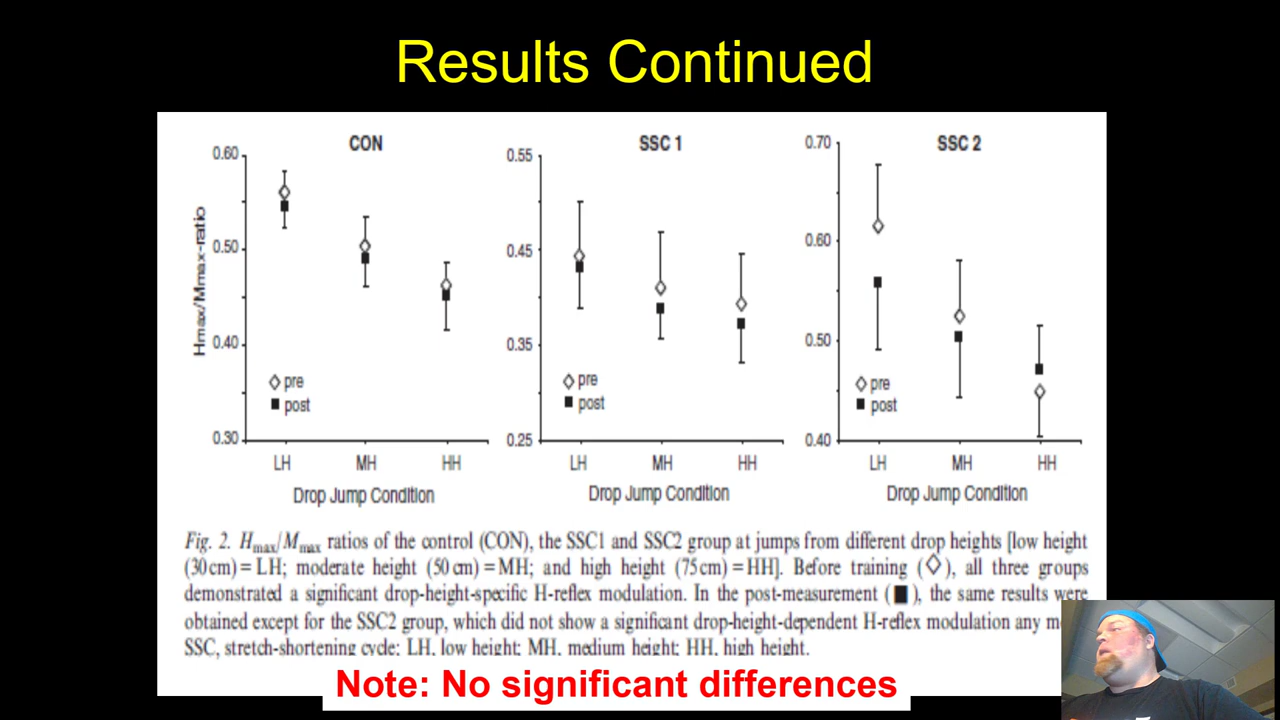 Results Continued
CON
SSC 1
SSC 2
Hmax/Mmax-ratio
0.60
0.50
0.40
0.30
pre
post
LH MH HH
Drop Jump Condition
0.55
0.45
0.35
0.25
pre
post
LH MH HH
Drop Jump Condition
0.70
0.60
0.50
0.40
pre
post
LH MH HH
Drop Jump Condition
Fig. 2. Hmax/Mmax ratios of the control (CON), the SSC1 and SSC2 group at jumps from different drop heights [low height
(30 cm) = LH; moderate height (50 cm) = MH; and high height (75 cm) = HH]. Before training (◇), all three groups
demonstrated a significant drop-height-specific H-reflex modulation. In the post-measurement (■), the same results were
obtained except for the SSC2 group, which did not show a significant drop-height-dependent H-reflex modulation any
SSC, stretch-shortening cycle; LH, low height; MH, medium height; HH, high height.
Note: No significant differences